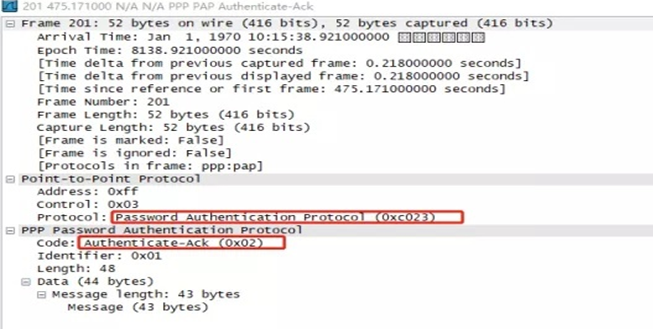 201 475.171000 N/A N/A PPP PAP Authenticate-Ack
Frame 201: 52 bytes on wire (416 bits), 52 bytes captured (416 bits)
Arrival Time: Jan 1, 1970 10:15:38.921000000
Epoch Time: 8138.921000000 seconds
[Time delta from previous captured frame: 0.218000000 seconds]
[Time delta from previous displayed frame: 0.218000000 seconds]
[Time since reference or first frame: 475.171000000 seconds]
Frame Number: 201
Frame Length: 52 bytes (416 bits)
Capture Length: 52 bytes (416 bits)
[Frame is marked: False]
[Frame is ignored: False]
[Protocols in frame: ppp:pap]
Point-to-Point Protocol
Address: 0xff
Control: 0x03
Protocol: Password Authentication Protocol (0xc023)
PPP Password Authentication Protocol
Code: Authenticate-Ack (0x02)
Identifier: 0x01
Length: 48
Data (44 bytes)
Message length: 43 bytes
Message (43 bytes)